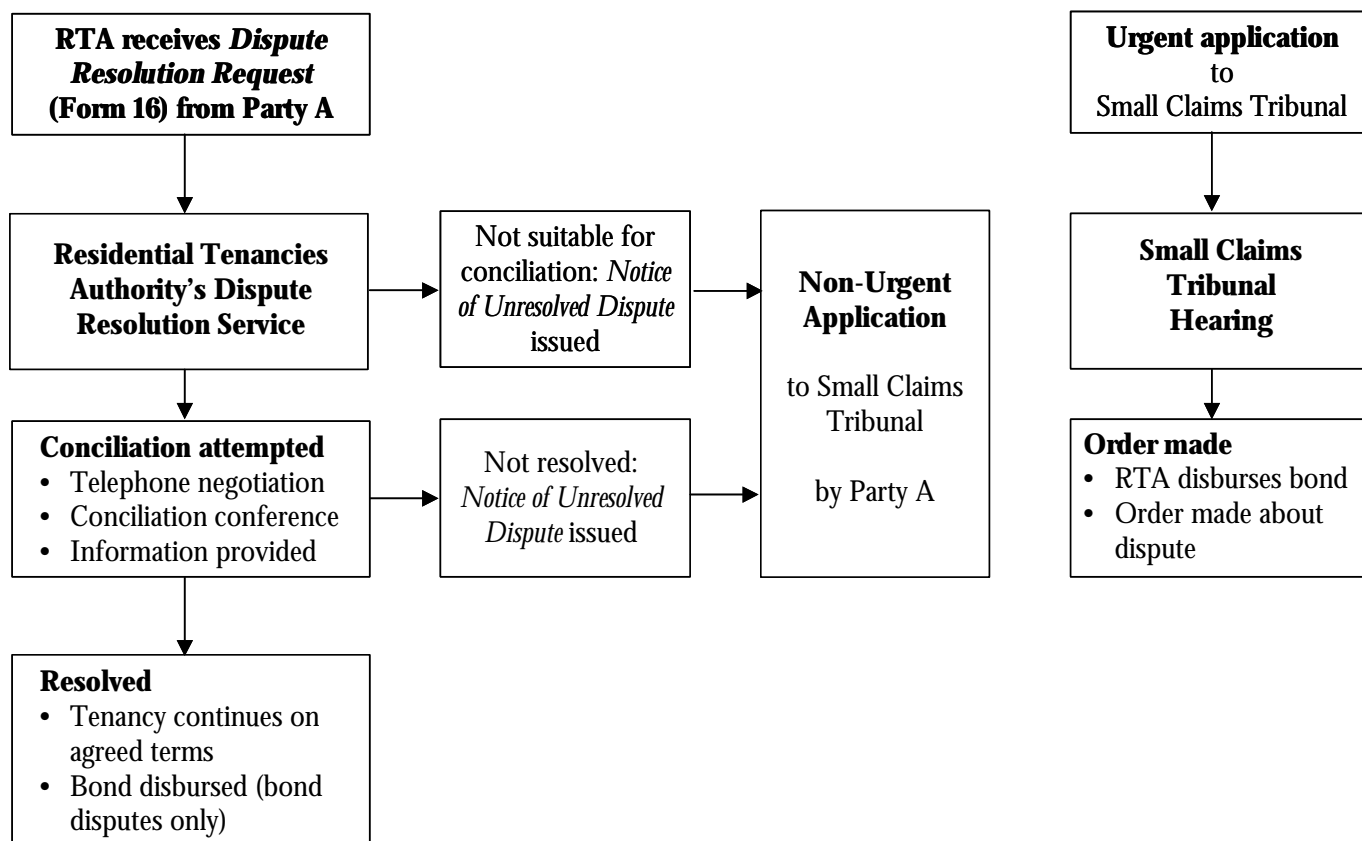 RTA receives Dispute
Resolution Request
(Form 16) from Party A
Residential Tenancies
Authority’s Dispute
Resolution Service
Not suitable for
conciliation: Notice
of Unresolved Dispute
issued
Conciliation attempted
• Telephone negotiation
• Conciliation conference
• Information provided
Not resolved:
Notice of Unresolved
Dispute issued
Non-Urgent
Application
to Small Claims
Tribunal
by Party A
Resolved
• Tenancy continues on
agreed terms
• Bond disbursed (bond
disputes only)
Urgent application
to
Small Claims Tribunal
Small Claims
Tribunal
Hearing
Order made
• RTA disburses bond
• Order made about
dispute